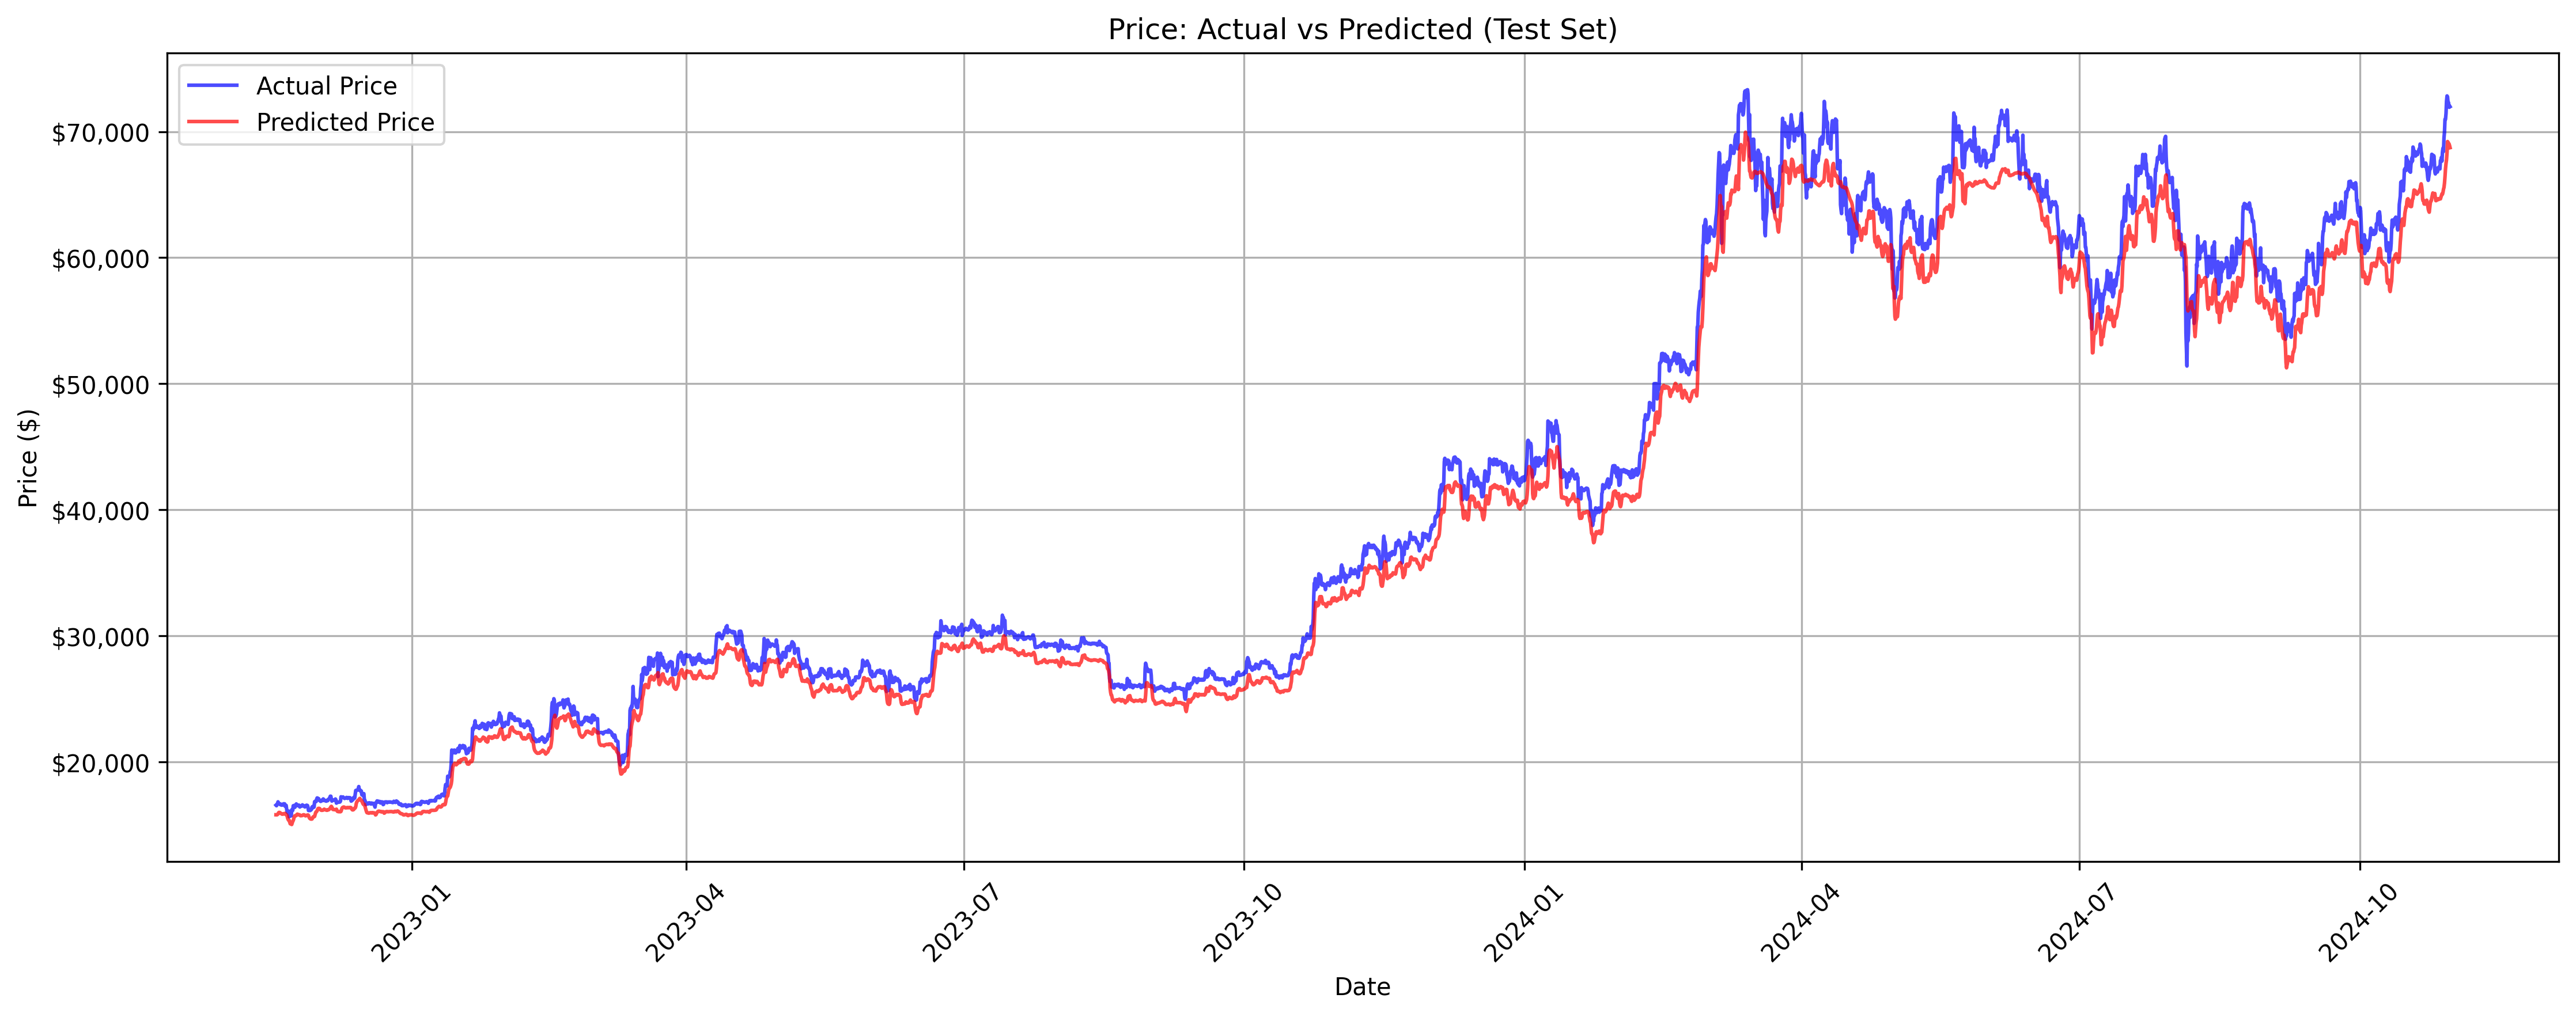 Price: Actual vs Predicted (Test Set)
Actual Price
Predicted Price
$70,000
$60,000
$50,000
$40,000
$30,000
$20,000
Price ($)
2023-01
2023-04
2023-07
2023-10
2024-01
2024-04
2024-07
2024-10
Date